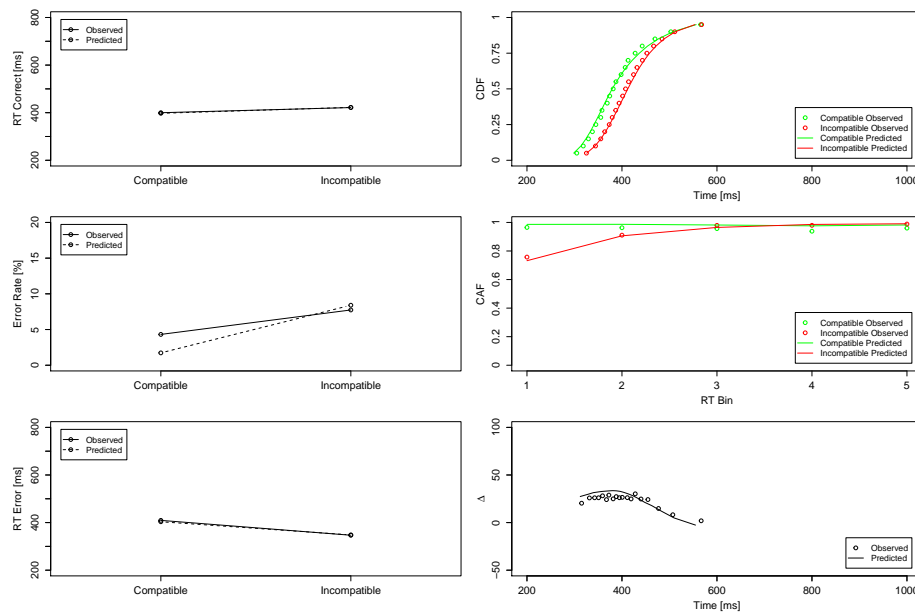 RT Correct [ms]
200
400
600
800
Observed
Predicted
Compatible
Incompatible
CDF
0
0.25
0.5
0.75
1
Compatible Observed
Incompatible Observed
Compatible Predicted
Incompatible Predicted
200
400
600
800
1000
Time [ms]
Error Rate [%]
0
5
10
15
20
Observed
Predicted
Compatible
Incompatible
CAF
0
0.2
0.4
0.6
0.8
1
Compatible Observed
Incompatible Observed
Compatible Predicted
Incompatible Predicted
1
2
3
4
5
RT Bin
RT Error [ms]
200
400
600
800
Observed
Predicted
Compatible
Incompatible
Δ
-50
0
50
100
Observed
Predicted
200
400
600
800
1000
Time [ms]